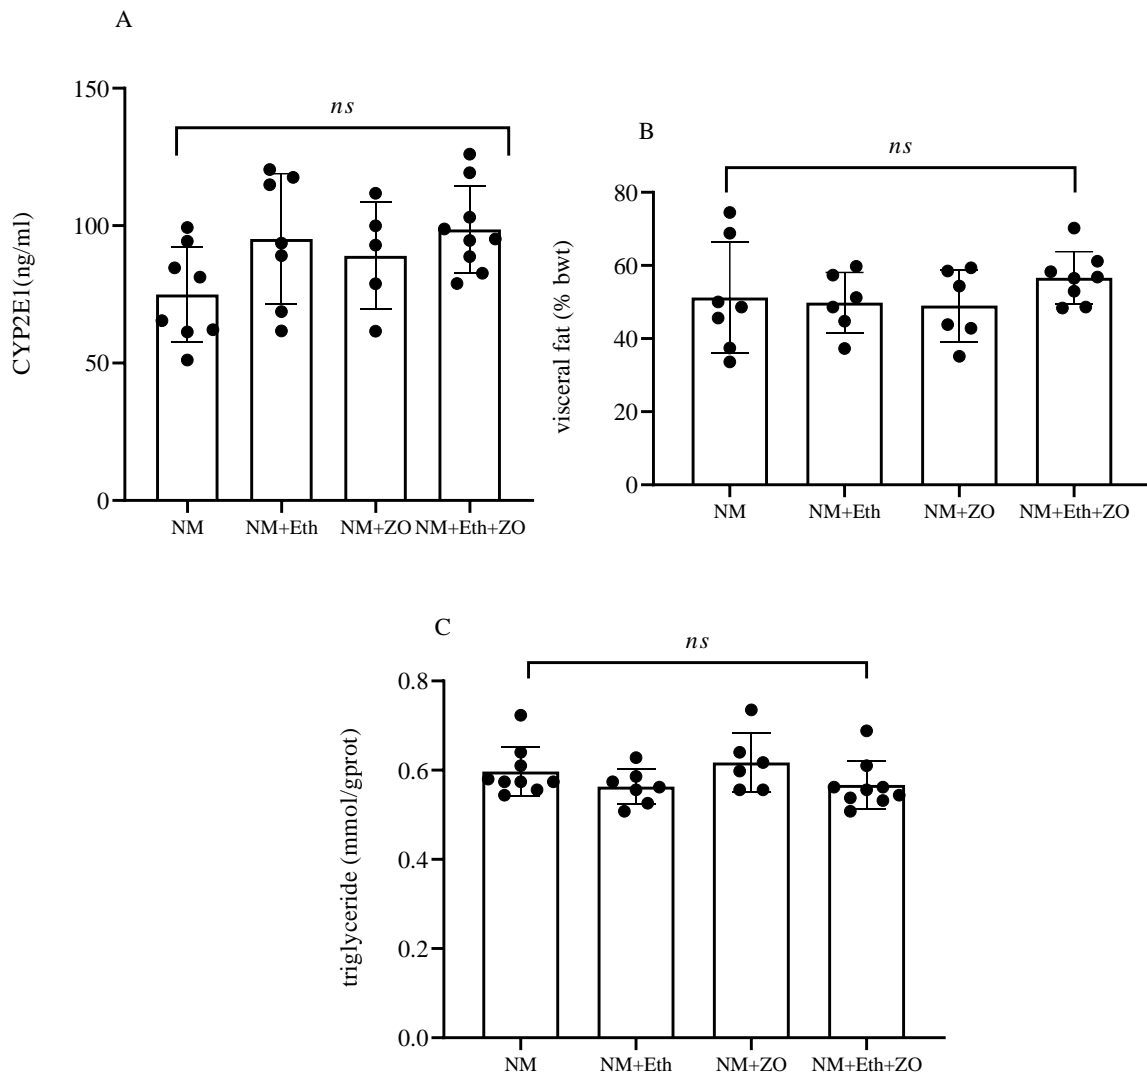 A
CYP2E1(ng/ml)
150
100
50
0
ns
NM NM+Eth NM+ZO NM+Eth+ZO
B
visceral fat (% bwt)
80
60
40
20
0
ns
NM NM+Eth NM+ZO NM+Eth+ZO
C
triglyceride (mmol/gprot)
0.8
0.6
0.4
0.2
0.0
ns
NM NM+Eth NM+ZO NM+Eth+ZO